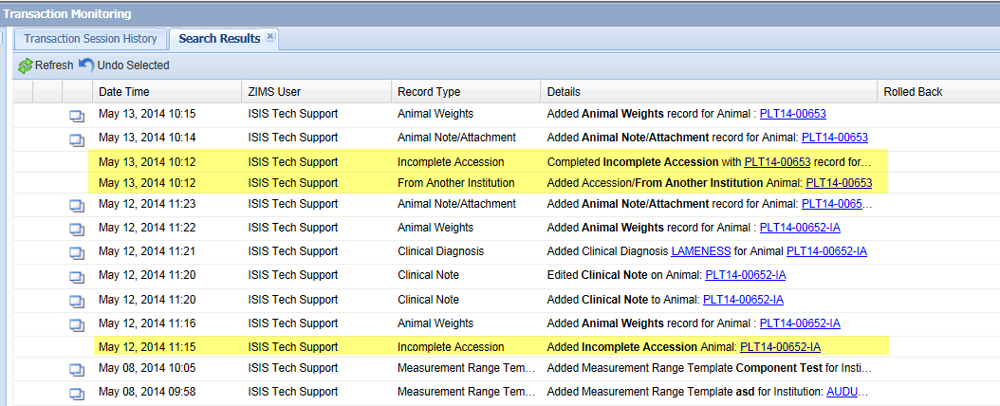 Transaction Monitoring
Transaction Session History Search Results
Refresh Undo Selected
Date Time ZIMS User Record Type Details Rolled Back
May 13, 2014 10:15 ISIS Tech Support Animal Weights Added Animal Weights record for Animal : PLT14-00653
May 13, 2014 10:14 ISIS Tech Support Animal Note/Attachment Added Animal Note/Attachment record for Animal: PLT14-00653
May 13, 2014 10:12 ISIS Tech Support Incomplete Accession Completed Incomplete Accession with PLT14-00653 record for...
May 13, 2014 10:12 ISIS Tech Support From Another Institution Added Accession/From Another Institution Animal: PLT14-00653
May 12, 2014 11:23 ISIS Tech Support Animal Note/Attachment Added Animal Note/Attachment record for Animal: PLT14-0065...
May 12, 2014 11:22 ISIS Tech Support Animal Weights Added Animal Weights record for Animal : PLT14-00652-IA
May 12, 2014 11:21 ISIS Tech Support Clinical Diagnosis Added Clinical Diagnosis LAMENESS for Animal PLT14-00652-IA
May 12, 2014 11:20 ISIS Tech Support Clinical Note Edited Clinical Note on Animal: PLT14-00652-IA
May 12, 2014 11:20 ISIS Tech Support Clinical Note Added Clinical Note to Animal: PLT14-00652-IA
May 12, 2014 11:16 ISIS Tech Support Animal Weights Added Animal Weights record for Animal : PLT14-00652-IA
May 12, 2014 11:15 ISIS Tech Support Incomplete Accession Added Incomplete Accession Animal: PLT14-00652-IA
May 08, 2014 10:05 ISIS Tech Support Measurement Range Tem... Added Measurement Range Template Component Test for Insti...
May 08, 2014 09:58 ISIS Tech Support Measurement Range Tem... Added Measurement Range Template asd for Institution: AUDU...